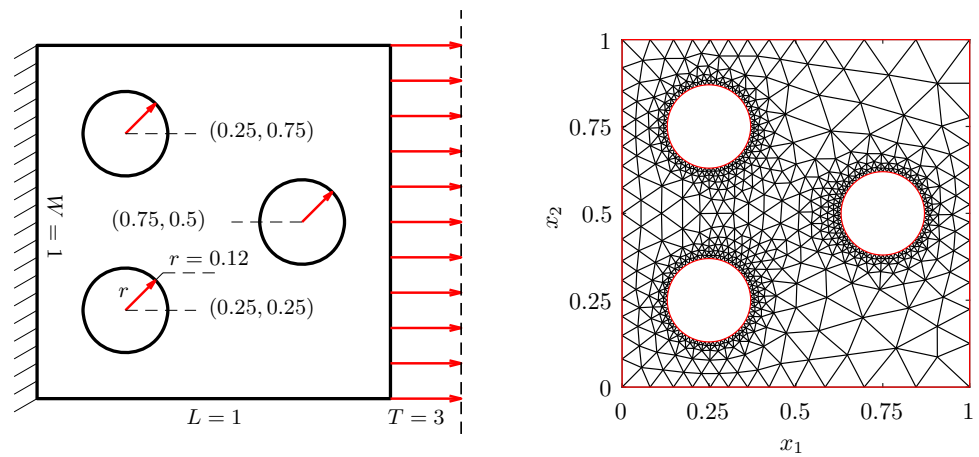 (0.25, 0.75)
W = 1
(0.75, 0.5)
r = 0.12
r
(0.25, 0.25)
L = 1
T = 3
1
0.75
x₂
0.5
0.25
0
0
0.25
0.5
0.75
1
x₁